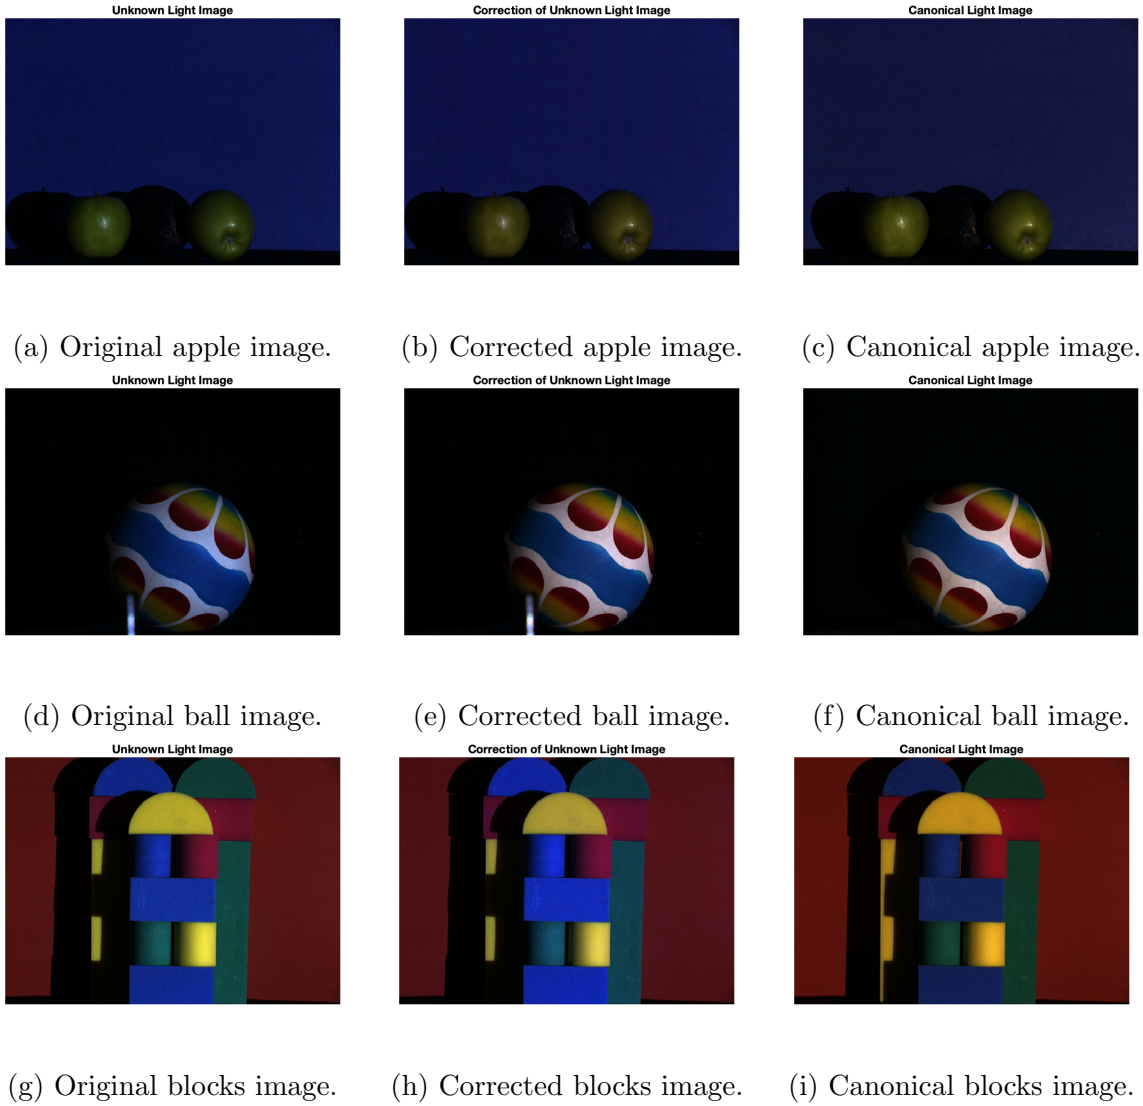 Unknown Light Image
Correction of Unknown Light Image
Canonical Light Image
(a) Original apple image.
(b) Corrected apple image.
(c) Canonical apple image.
Unknown Light Image
Correction of Unknown Light Image
Canonical Light Image
(d) Original ball image.
(e) Corrected ball image.
(f) Canonical ball image.
Unknown Light Image
Correction of Unknown Light Image
Canonical Light Image
(g) Original blocks image.
(h) Corrected blocks image.
(i) Canonical blocks image.